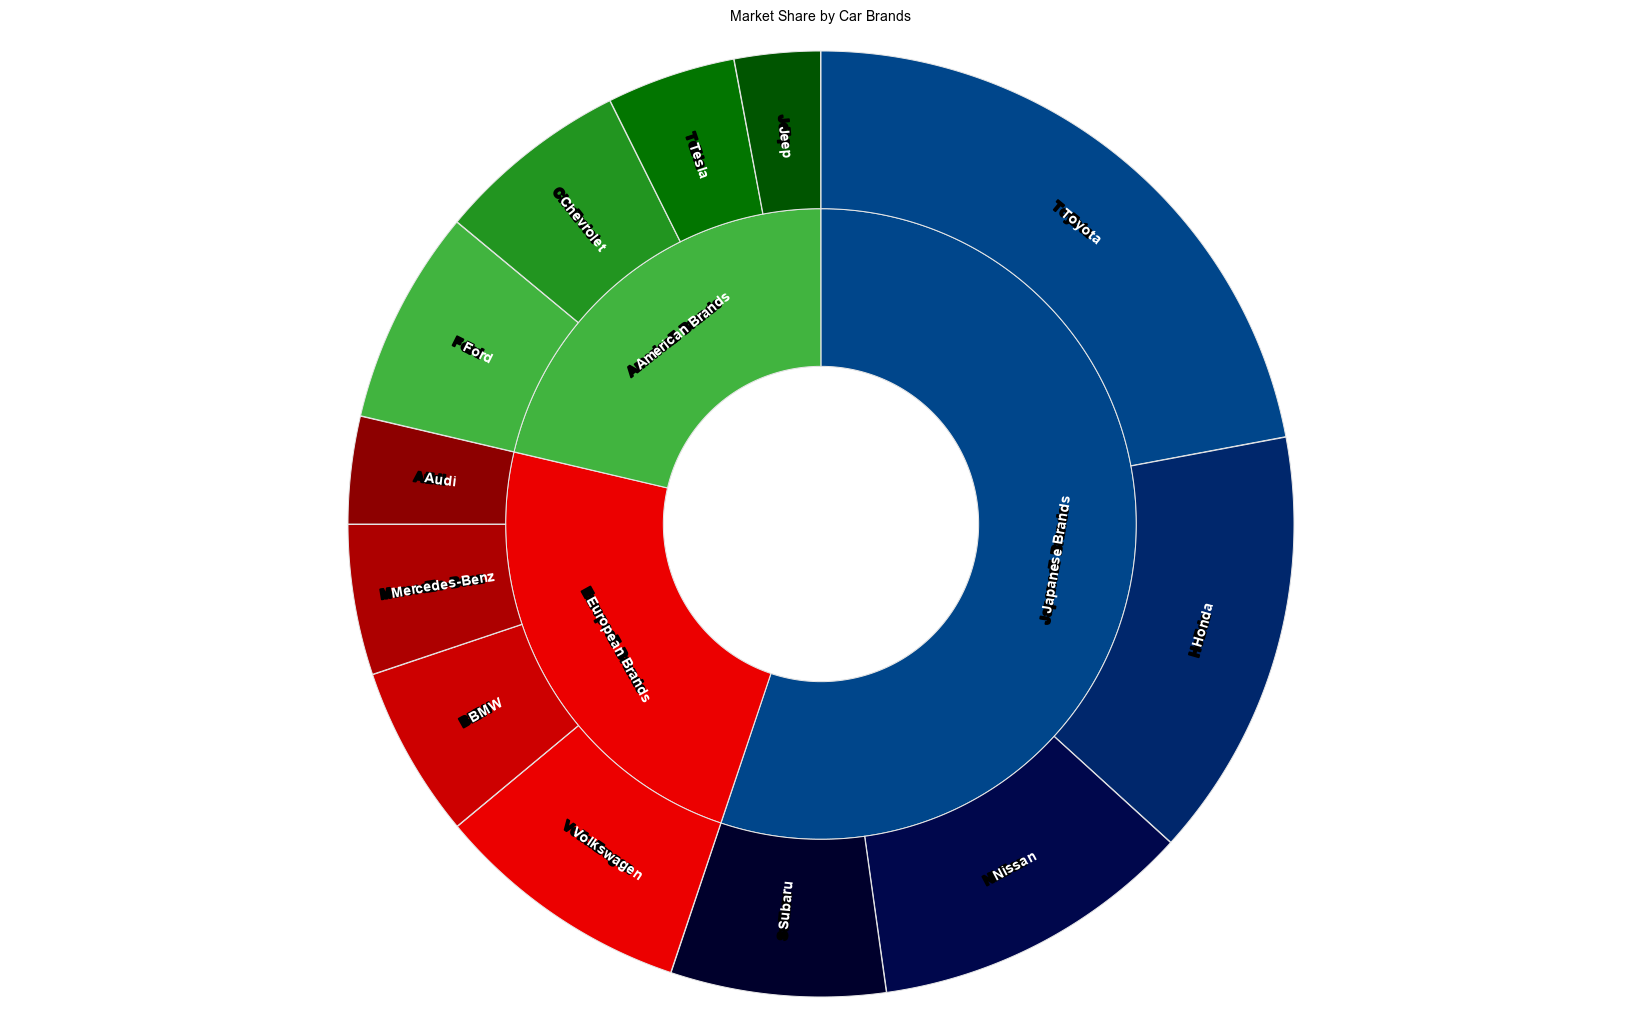 Market Share by Car Brands
Jeep
Tesla
Toyota
Chevrolet
American Brands
Ford
Audi
Japanese Brands
Mercedes-Benz
Honda
European Brands
BMW
Volkswagen
Nissan
Subaru